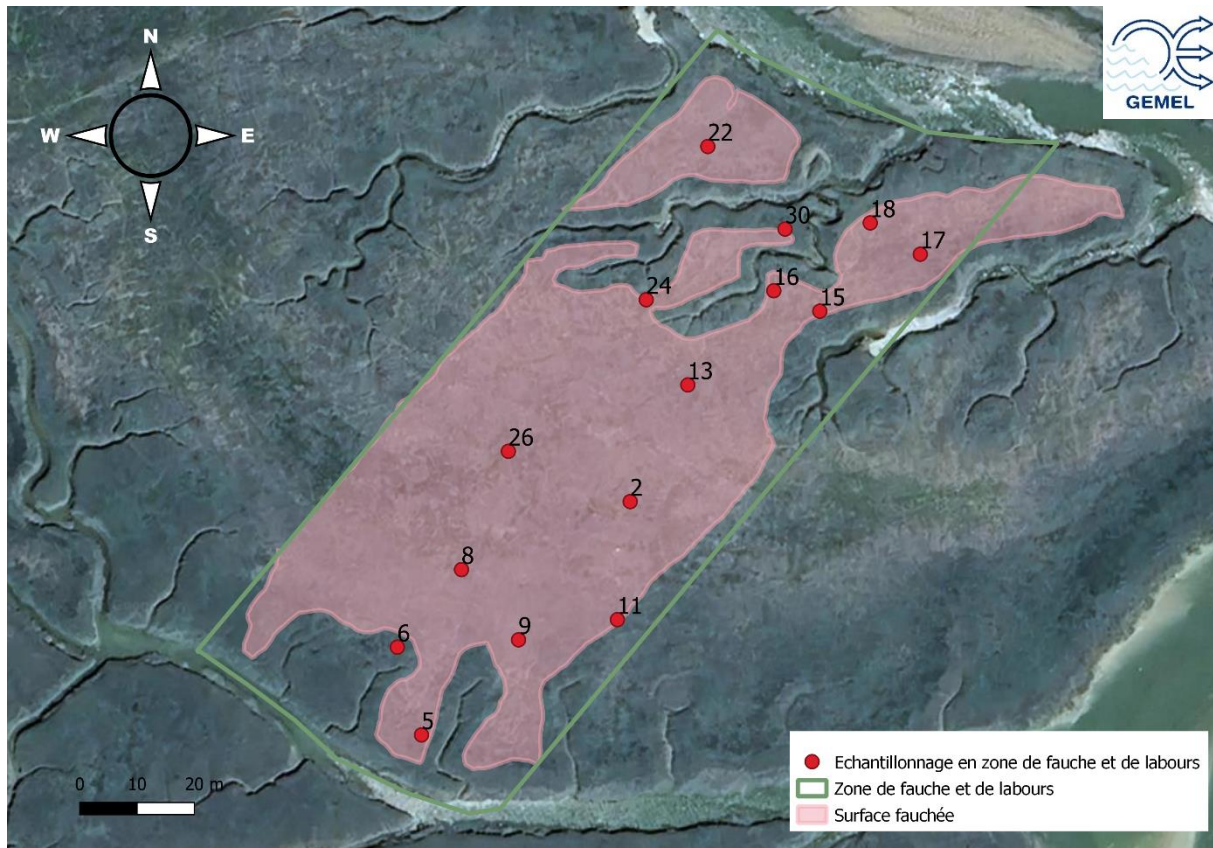 N
W E
S
GEMEL
22
30
18
17
24
16
15
13
26
2
8
11
6
9
5
0 10 20 m
Echantillonnage en zone de fauche et de labours
Zone de fauche et de labours
Surface fauchée